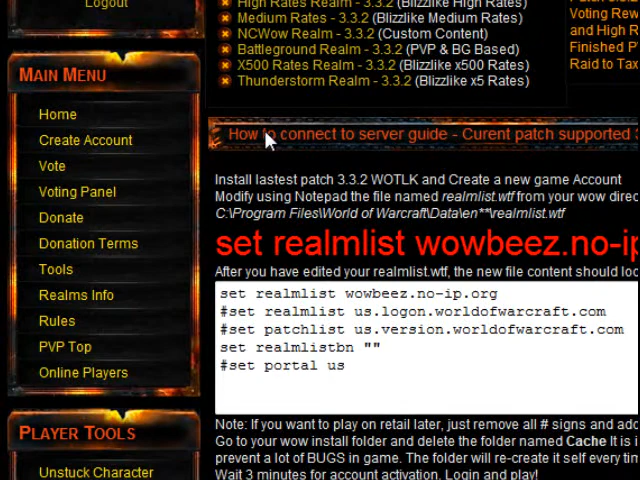 Logout
High Rates Realm - 3.3.2 (Blizzlike High Rates)
Medium Rates - 3.3.2 (Blizzlike Medium Rates)
NCWow Realm - 3.3.2 (Custom Content)
Battleground Realm - 3.3.2 (PVP & BG Based)
X500 Rates Realm - 3.3.2 (Blizzlike x500 Rates)
Thunderstorm Realm - 3.3.2 (Blizzlike x5 Rates)
Voting Rew
and High R
Finished P
Raid to Tax
MAIN MENU
Home
Create Account
Vote
Voting Panel
Donate
Donation Terms
Tools
Realms Info
Rules
PVP Top
Online Players
PLAYER TOOLS
Unstuck Character
How to connect to server guide - Curent patch supported
Install lastest patch 3.3.2 WOTLK and Create a new game Account
Modify using Notepad the file named realmlist.wtf from your wow direc
C:\Program Files\World of Warcraft\Data\en**\realmlist.wtf
set realmlist wowbeez.no-ip
After you have edited your realmlist.wtf, the new file content should loo
set realmlist wowbeez.no-ip.org
#set realmlist us.logon.worldofwarcraft.com
#set patchlist us.version.worldofwarcraft.com
set realmlistbn ""
#set portal us
Note: If you want to play on retail later, just remove all # signs and add
Go to your wow install folder and delete the folder named Cache It is i
prevent a lot of BUGS in game. The folder will re-create it self every tim
Wait 3 minutes for account activation. Login and play!